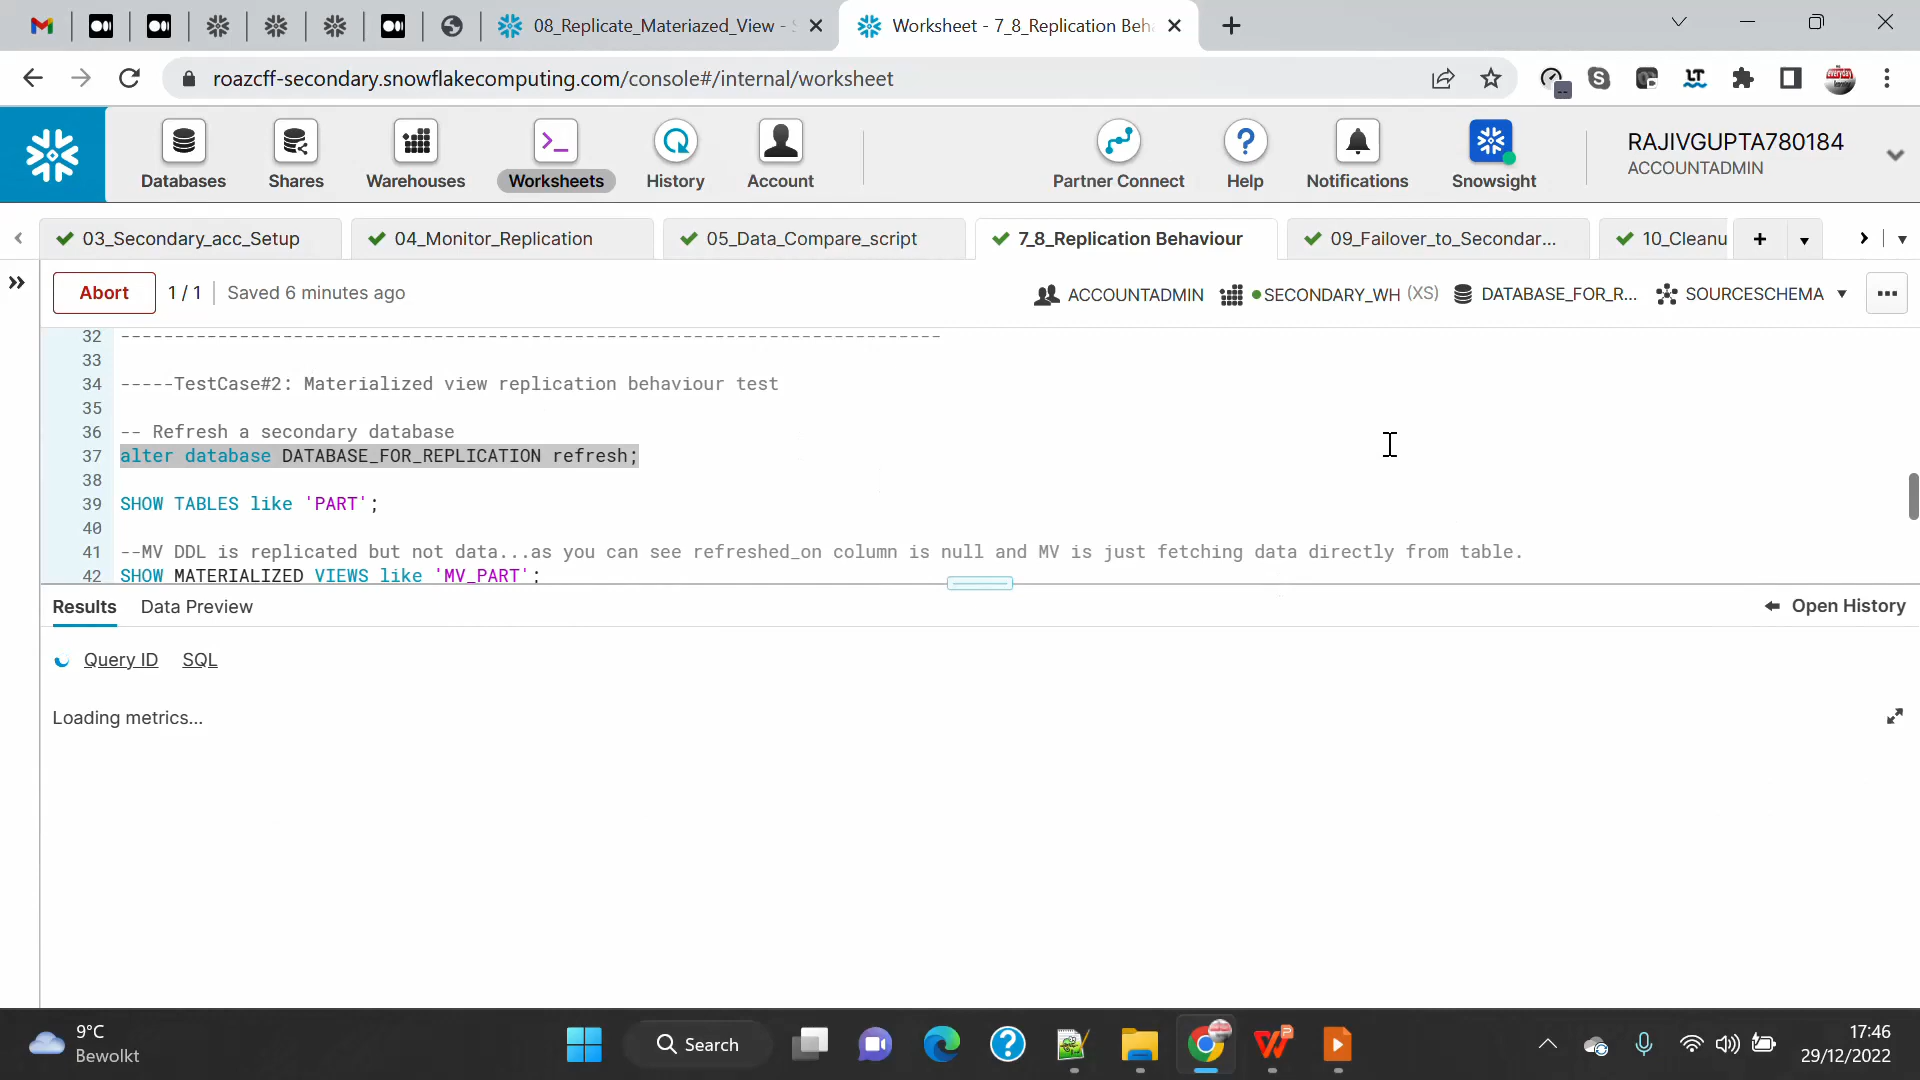 08_Replicate_Materiazed_View - S
Worksheet - 7_8_Replication Beha
roazcff-secondary.snowflakecomputing.com/console#/internal/worksheet
Databases
Shares
Warehouses
Worksheets
History
Account
Partner Connect
Help
Notifications
Snowsight
RAJIVGUPTA780184
ACCOUNTADMIN
03_Secondary_acc_Setup
04_Monitor_Replication
05_Data_Compare_script
7_8_Replication Behaviour
09_Failover_to_Secondar...
10_Cleanu
Abort
1 / 1
Saved 6 minutes ago
ACCOUNTADMIN
SECONDARY_WH (XS)
DATABASE_FOR_R...
SOURCESCHEMA
32 ----------------------------------------------------------------------------
33
34 -----TestCase#2: Materialized view replication behaviour test
35
36 -- Refresh a secondary database
37 alter database DATABASE_FOR_REPLICATION refresh;
38
39 SHOW TABLES like 'PART';
40
41 --MV DDL is replicated but not data...as you can see refreshed_on column is null and MV is just fetching data directly from table.
42 SHOW MATERIALIZED VIEWS like 'MV_PART';
Results
Data Preview
Open History
Query ID
SQL
Loading metrics...
9°C
Bewolkt
Search
17:46
29/12/2022